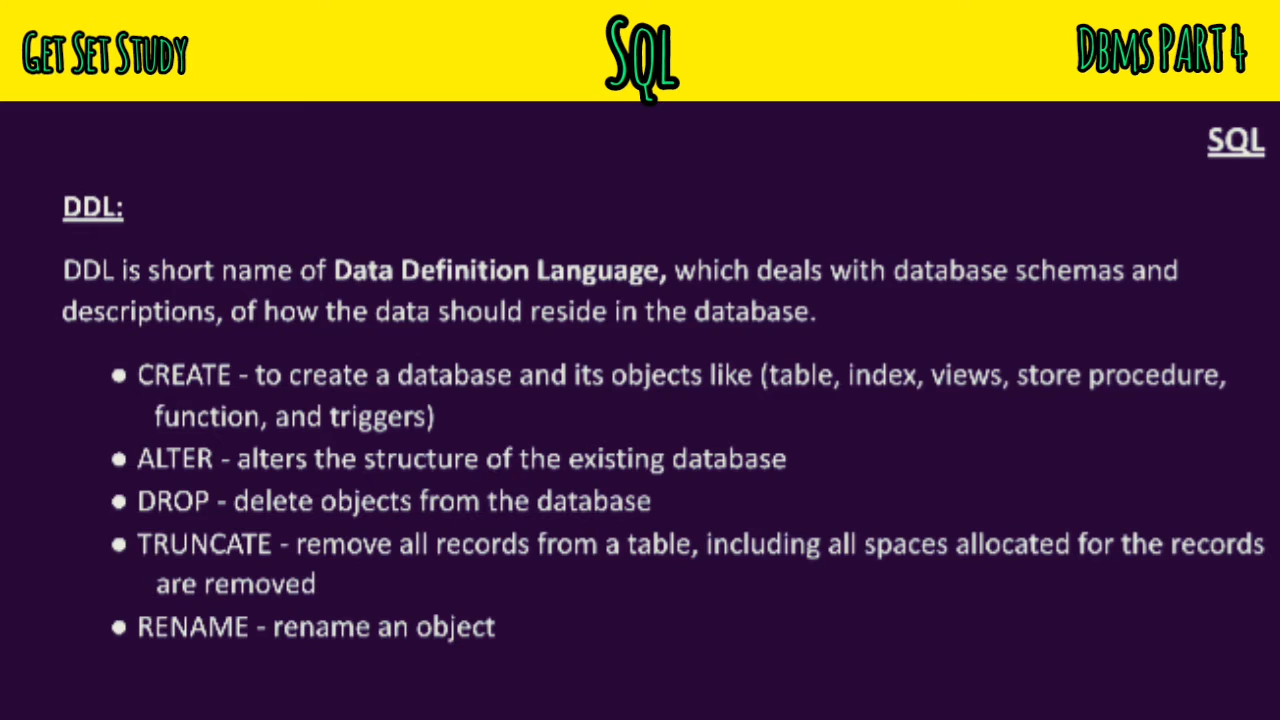 Get Set Study
Sql
Dbms PART 4
SQL
DDL:
DDL is short name of Data Definition Language, which deals with database schemas and
descriptions, of how the data should reside in the database.
● CREATE - to create a database and its objects like (table, index, views, store procedure,
function, and triggers)
● ALTER - alters the structure of the existing database
● DROP - delete objects from the database
● TRUNCATE - remove all records from a table, including all spaces allocated for the records
are removed
● RENAME - rename an object